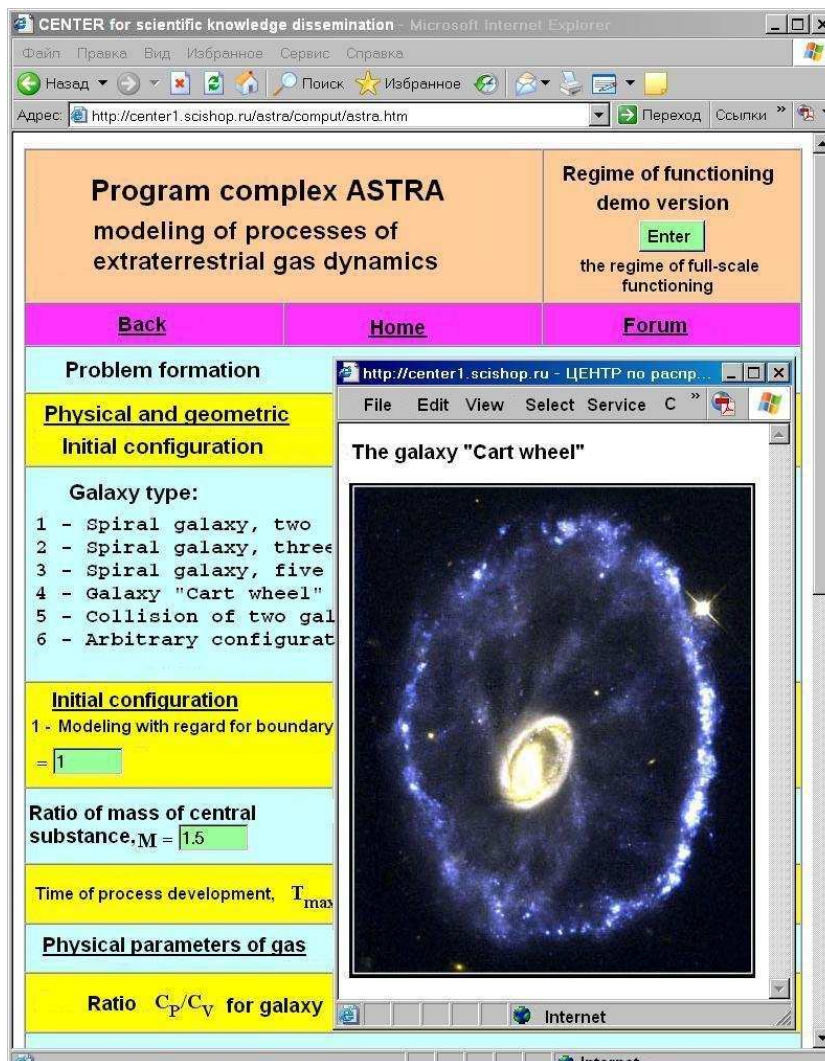 CENTER for scientific knowledge dissemination - Microsoft Internet Explorer
Файл Правка Вид Избранное Сервис Справка
Назад Поиск Избранное
Адрес: http://center1.scishop.ru/astra/comput/astra.htm Переход Ссылки »
Program complex ASTRA
modeling of processes of
extraterrestrial gas dynamics
Regime of functioning
demo version
Enter
the regime of full-scale
functioning
Back Home Forum
Problem formation
Physical and geometric
Initial configuration
Galaxy type:
1 - Spiral galaxy, two
2 - Spiral galaxy, three
3 - Spiral galaxy, five
4 - Galaxy "Cart wheel"
5 - Collision of two gal
6 - Arbitrary configurat
Initial configuration
1 - Modeling with regard for boundary
= 1
Ratio of mass of central
substance, M = 1.5
Time of process development, Tmax
Physical parameters of gas
Ratio CP/CV for galaxy
http://center1.scishop.ru - ЦЕНТР по распр...
File Edit View Select Service C »
The galaxy "Cart wheel"
Internet
Internet